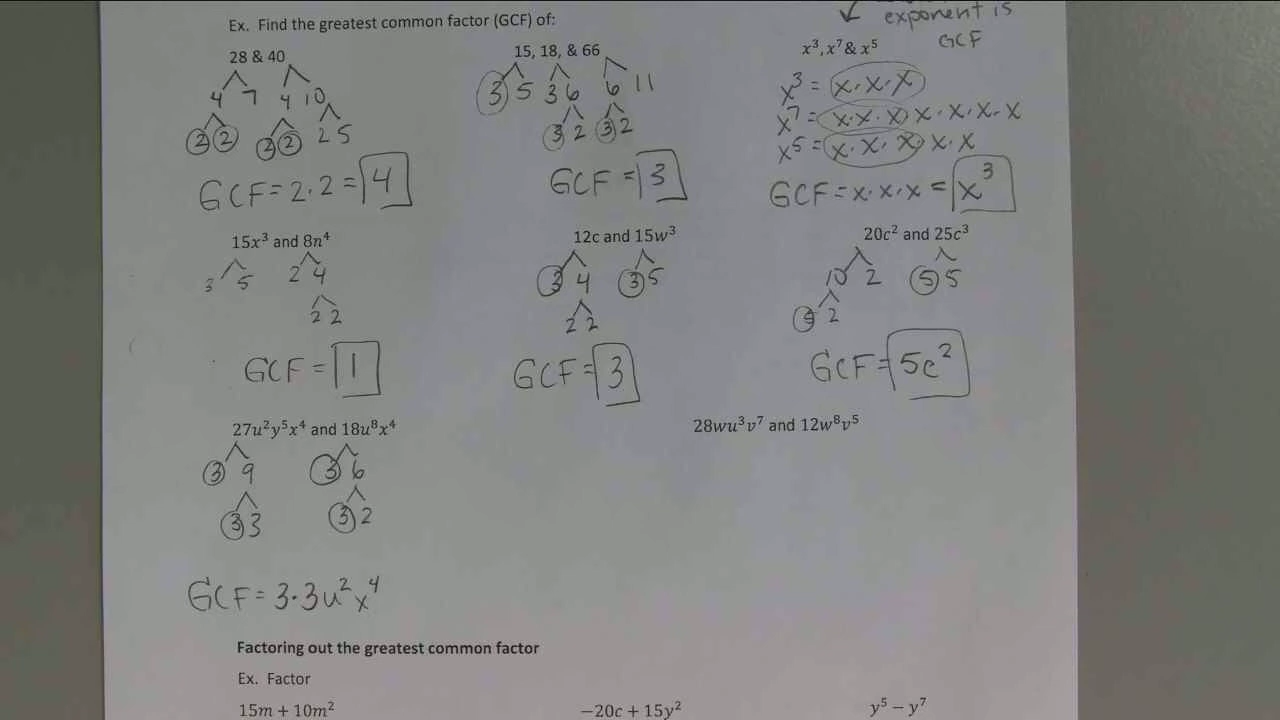 exponent is
GCF
Ex. Find the greatest common factor (GCF) of:
28 & 40
4 7 4 10
2 2 2 2 2 5
GCF = 2·2 = 4
15, 18, & 66
3 5 3 6 6 11
3 2 3 2
GCF = 3
x³, x⁷ & x⁵
x³ = x·x·x
x⁷ = x·x·x x·x·x·x
x⁵ = x·x·x·x·x
GCF = x·x·x = x³
15x³ and 8n⁴
3 5 2 4
2 2
GCF = 1
12c and 15w³
3 4 3 5
2 2
GCF = 3
20c² and 25c³
10 2 5 5
5 2
GCF = 5c²
27u²y⁵x⁴ and 18u⁸x⁴
3 9 3 6
3 3 3 2
GCF = 3·3u²x⁴
28wu³v⁷ and 12w⁸v⁵
Factoring out the greatest common factor
Ex. Factor
15m + 10m²
−20c + 15y²
y⁵ − y⁷